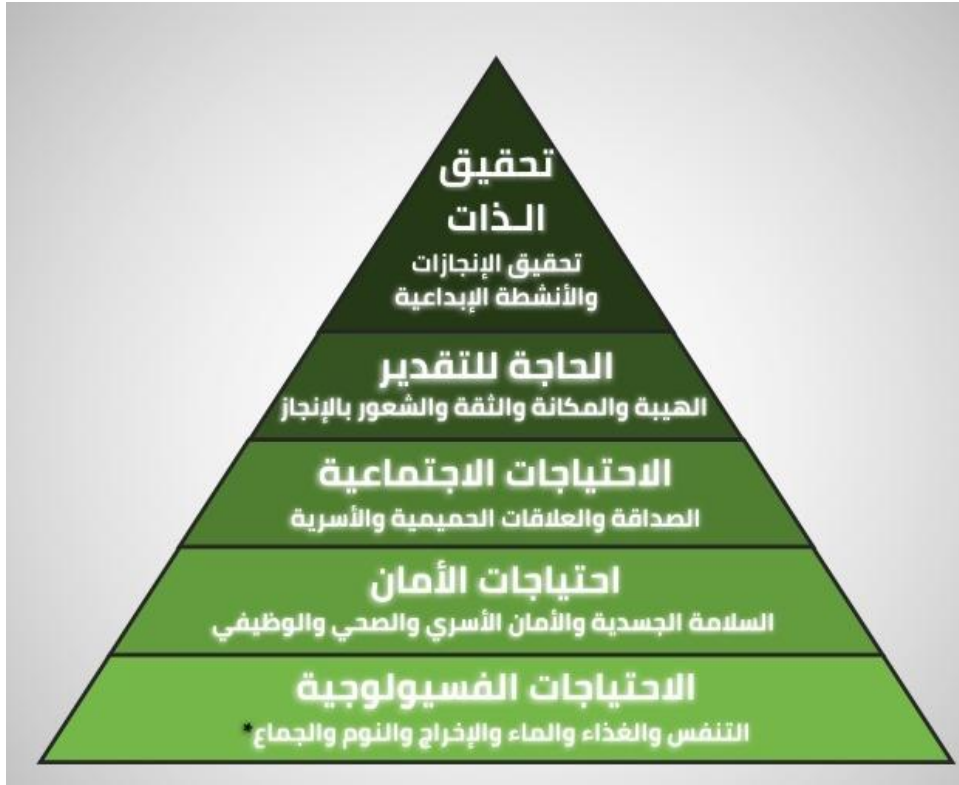 تحقيق
الـذات
تحقيق الإنجازات
والأنشطة الإبداعية
الحاجة للتقدير
الهيبة والمكانة والثقة والشعور بالإنجاز
الاحتياجات الاجتماعية
الصداقة والعلاقات الحميمية والأسرية
احتياجات الأمان
السلامة الجسدية والأمان الأسري والصحي والوظيفي
الاحتياجات الفسيولوجية
التنفس والغذاء والماء والإخراج والنوم والجماع*